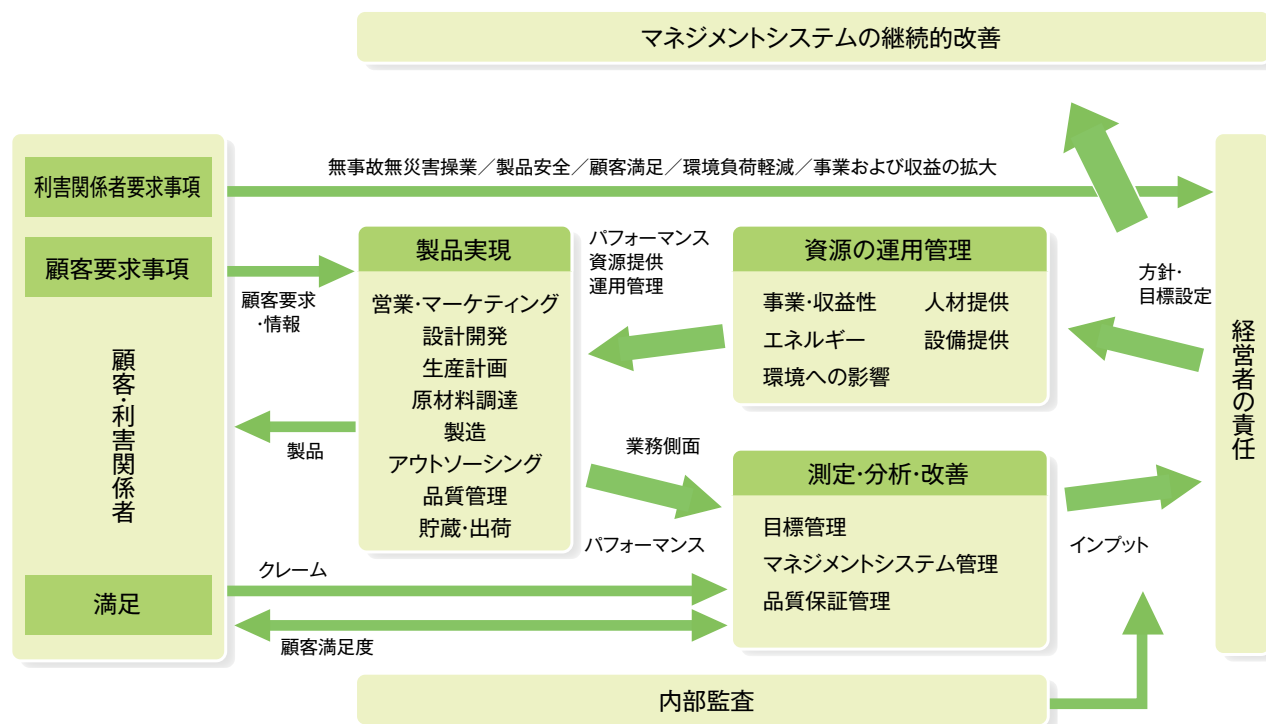 マネジメントシステムの継続的改善
利害関係者要求事項
無事故無災害操業／製品安全／顧客満足／環境負荷軽減／事業および収益の拡大
顧客要求事項
顧客要求
・情報
製品実現
営業・マーケティング
設計開発
生産計画
原材料調達
製造
アウトソーシング
品質管理
貯蔵・出荷
パフォーマンス
資源提供
運用管理
資源の運用管理
事業・収益性 人材提供
エネルギー 設備提供
環境への影響
方針・
目標設定
経営者の責任
顧客・利害関係者
製品
業務側面
パフォーマンス
測定・分析・改善
目標管理
マネジメントシステム管理
品質保証管理
インプット
クレーム
満足
顧客満足度
内部監査